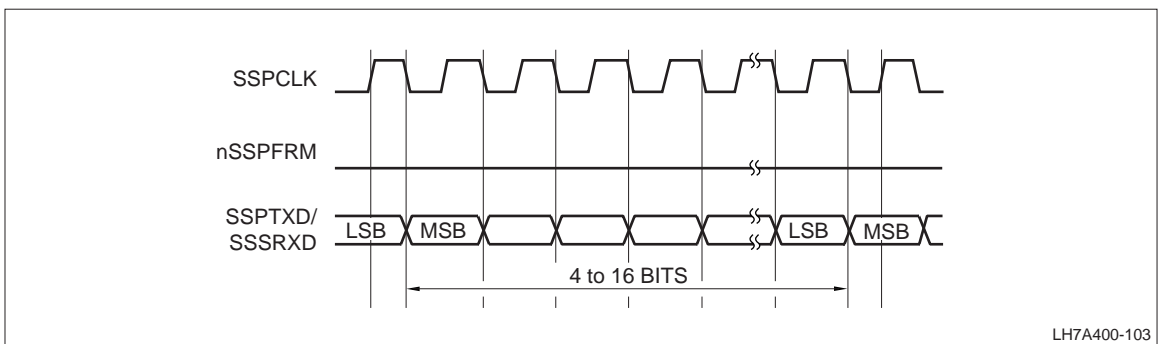 SSPCLK
nSSPFRM
SSPTXD/
SSSRXD
LSB MSB LSB MSB
4 to 16 BITS
LH7A400-103